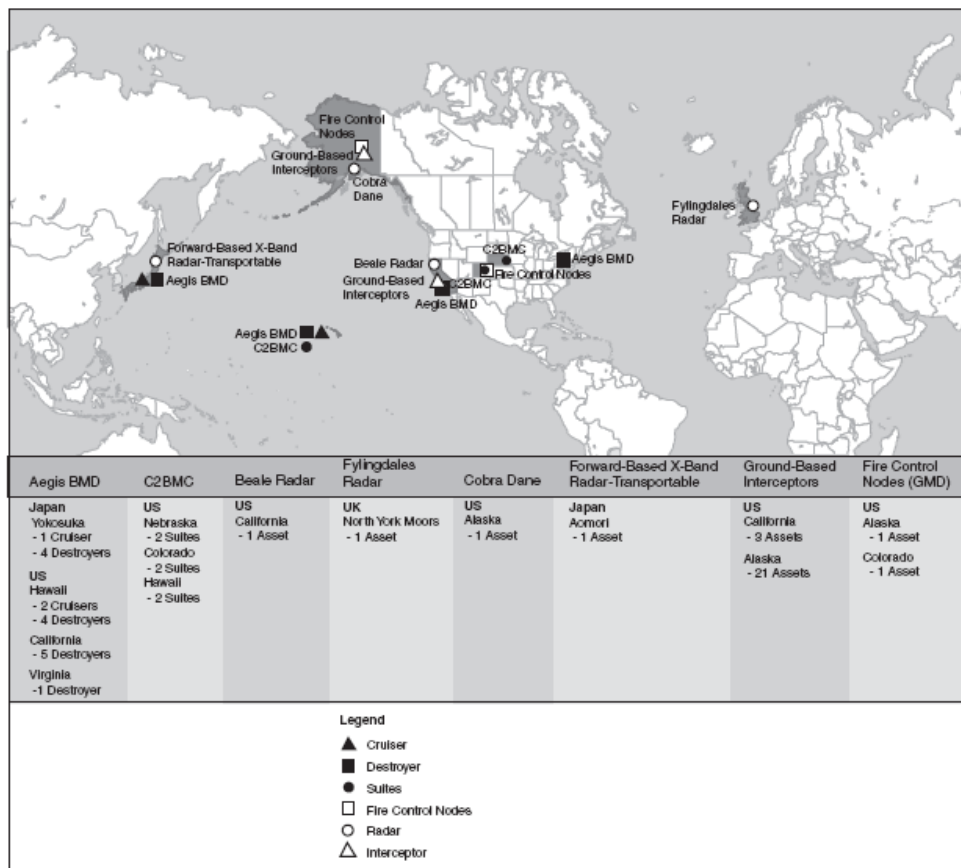 Fire Control
Nodes
Ground-Based
Interceptors
Cobra
Dane
Fylingdales
Radar
Forward-Based X-Band
Radar-Transportable
Aegis BMD
Beale Radar
Ground-Based
Interceptors
C2BMC
Aegis BMD
C2BMC
Fire Control Nodes
Aegis BMD
Aegis BMD
C2BMC
Aegis BMD
C2BMC
Beale Radar
Fylingdales
Radar
Cobra Dane
Forward-Based X-Band
Radar-Transportable
Ground-Based
Interceptors
Fire Control
Nodes (GMD)
Japan
Yokosuka
- 1 Cruiser
- 4 Destroyers
US
Hawaii
- 2 Cruisers
- 4 Destroyers
California
- 5 Destroyers
Virginia
-1 Destroyer
US
Nebraska
- 2 Suites
Colorado
- 2 Suites
Hawaii
- 2 Suites
US
California
- 1 Asset
UK
North York Moors
- 1 Asset
US
Alaska
- 1 Asset
Japan
Aomori
- 1 Asset
US
California
- 3 Assets
Alaska
- 21 Assets
US
Alaska
- 1 Asset
Colorado
- 1 Asset
Legend
Cruiser
Destroyer
Suites
Fire Control Nodes
Radar
Interceptor